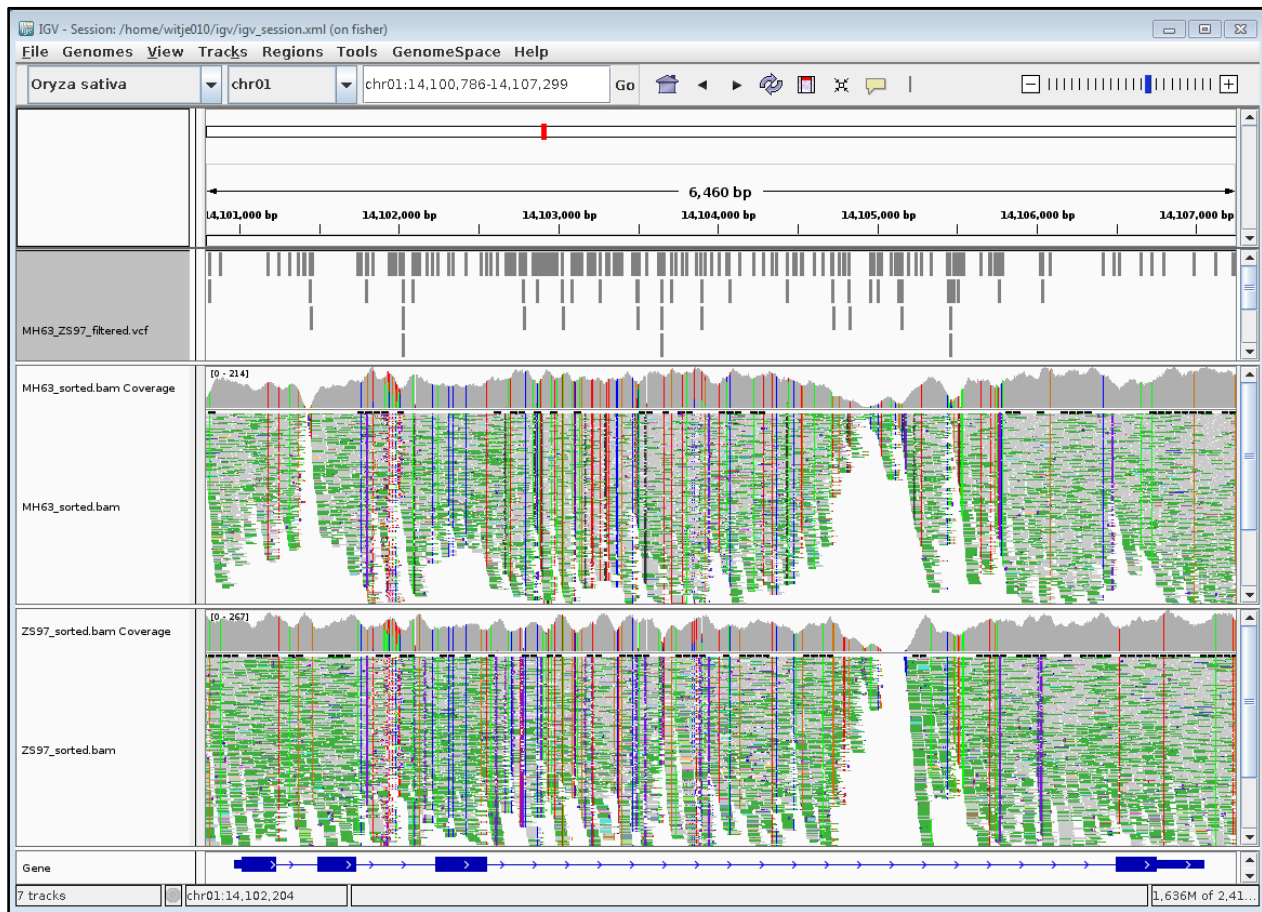 IGV - Session: /home/witje010/igv/igv_session.xml (on fisher)
File Genomes View Tracks Regions Tools GenomeSpace Help
Oryza sativa chr01 chr01:14,100,786-14,107,299 Go
6,460 bp
14,101,000 bp 14,102,000 bp 14,103,000 bp 14,104,000 bp 14,105,000 bp 14,106,000 bp 14,107,000 bp
MH63_ZS97_filtered.vcf
MH63_sorted.bam Coverage [0 - 214]
MH63_sorted.bam
ZS97_sorted.bam Coverage [0 - 267]
ZS97_sorted.bam
Gene
7 tracks chr01:14,102,204 1,636M of 2,41...